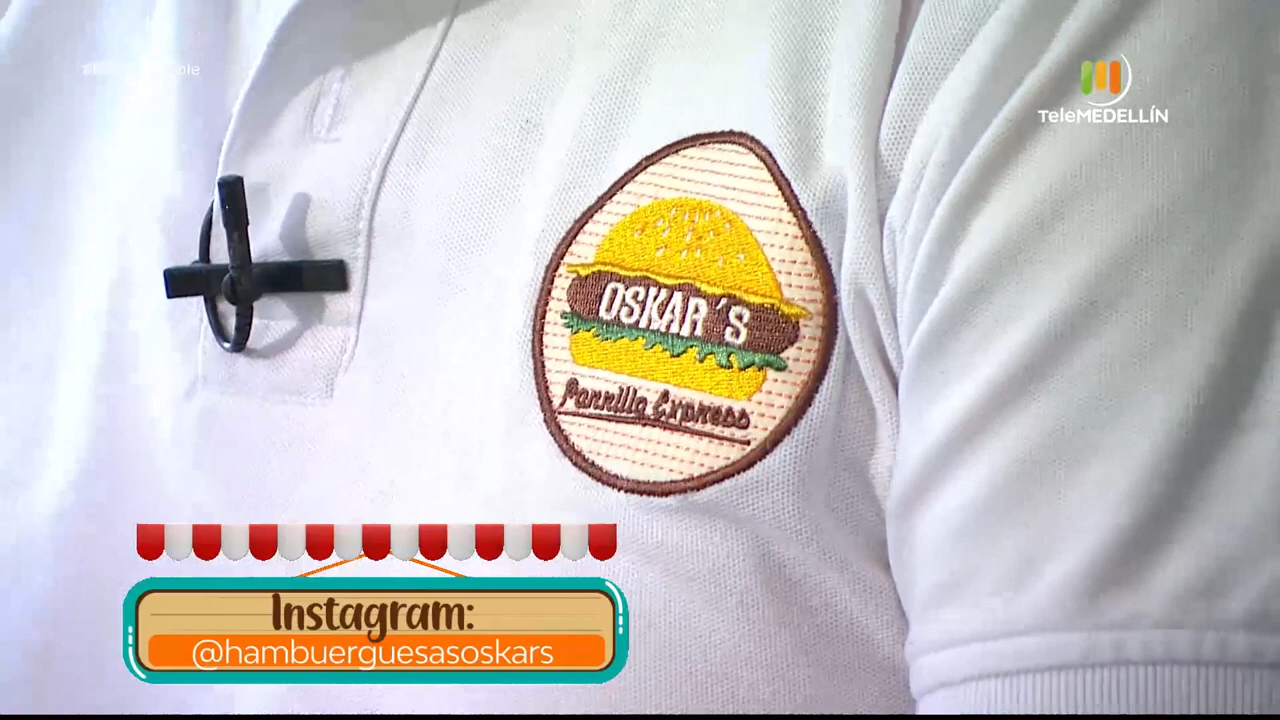 TeleMEDELLÍN
OSKAR´S
Parrilla Express
Instagram:
@hambuerguesasoskars